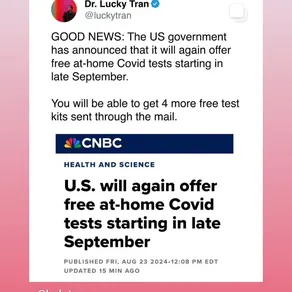 Dr. Lucky Tran
@luckytran
GOOD NEWS: The US government
has announced that it will again offer
free at-home Covid tests starting in
late September.
You will be able to get 4 more free test
kits sent through the mail.
CNBC
HEALTH AND SCIENCE
U.S. will again offer
free at-home Covid
tests starting in late
September
PUBLISHED FRI, AUG 23 2024•12:08 PM EDT
UPDATED 15 MIN AGO